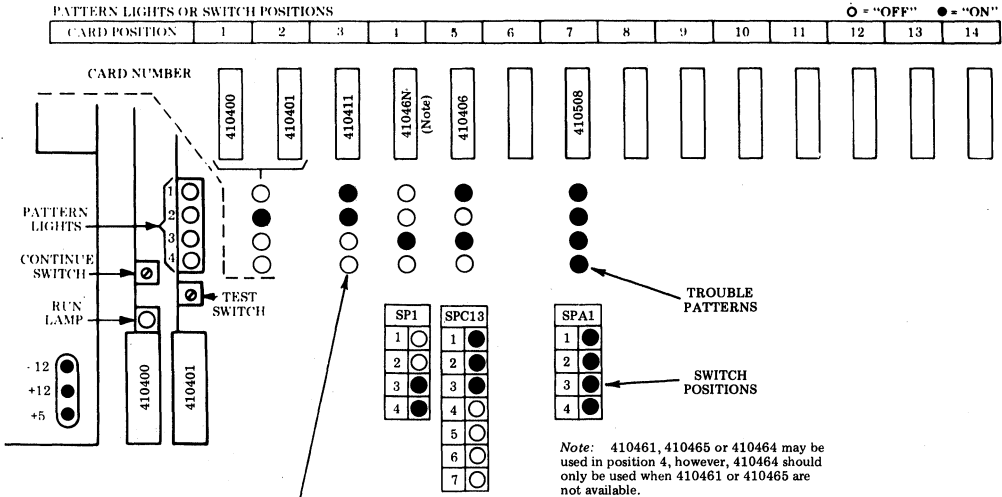 PATTERN LIGHTS OR SWITCH POSITIONS
O = "OFF" ● = "ON"
CARD POSITION 1 2 3 4 5 6 7 8 9 10 11 12 13 14
CARD NUMBER
410400
410401
410411
41046N
(Note)
410406
410508
PATTERN
LIGHTS
1
2
3
4
CONTINUE
SWITCH
TEST
SWITCH
RUN
LAMP
TROUBLE
PATTERNS
- 12
+12
+5
410400
410401
SP1
1
2
3
4
SPC13
1
2
3
4
5
6
7
SPA1
1
2
3
4
SWITCH
POSITIONS
Note: 410461, 410465 or 410464 may be
used in position 4, however, 410464 should
only be used when 410461 or 410465 are
not available.